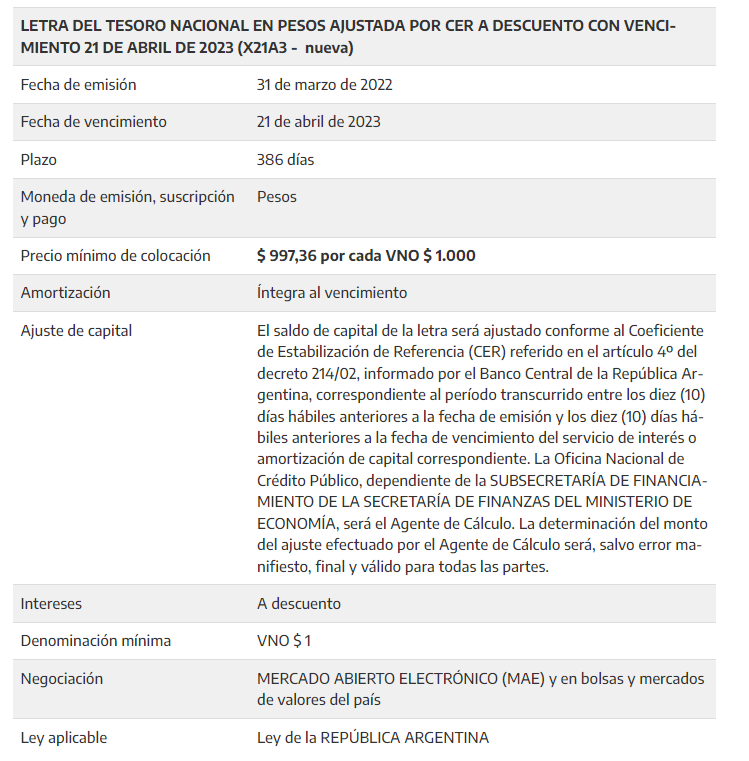 LETRA DEL TESORO NACIONAL EN PESOS AJUSTADA POR CER A DESCUENTO CON VENCI-
MIENTO 21 DE ABRIL DE 2023 (X21A3 - nueva)
Fecha de emisión 31 de marzo de 2022
Fecha de vencimiento 21 de abril de 2023
Plazo 386 días
Moneda de emisión, suscripción
y pago
Pesos
Precio mínimo de colocación $ 997,36 por cada VNO $ 1.000
Amortización Íntegra al vencimiento
Ajuste de capital
El saldo de capital de la letra será ajustado conforme al Coeficiente
de Estabilización de Referencia (CER) referido en el artículo 4º del
decreto 214/02, informado por el Banco Central de la República Ar-
gentina, correspondiente al período transcurrido entre los diez (10)
días hábiles anteriores a la fecha de emisión y los diez (10) días há-
biles anteriores a la fecha de vencimiento del servicio de interés o
amortización de capital correspondiente. La Oficina Nacional de
Crédito Público, dependiente de la SUBSECRETARÍA DE FINANCIA-
MIENTO DE LA SECRETARÍA DE FINANZAS DEL MINISTERIO DE
ECONOMÍA, será el Agente de Cálculo. La determinación del monto
del ajuste efectuado por el Agente de Cálculo será, salvo error ma-
nifiesto, final y válido para todas las partes.
Intereses A descuento
Denominación mínima VNO $ 1
Negociación
MERCADO ABIERTO ELECTRÓNICO (MAE) y en bolsas y mercados
de valores del país
Ley aplicable Ley de la REPÚBLICA ARGENTINA